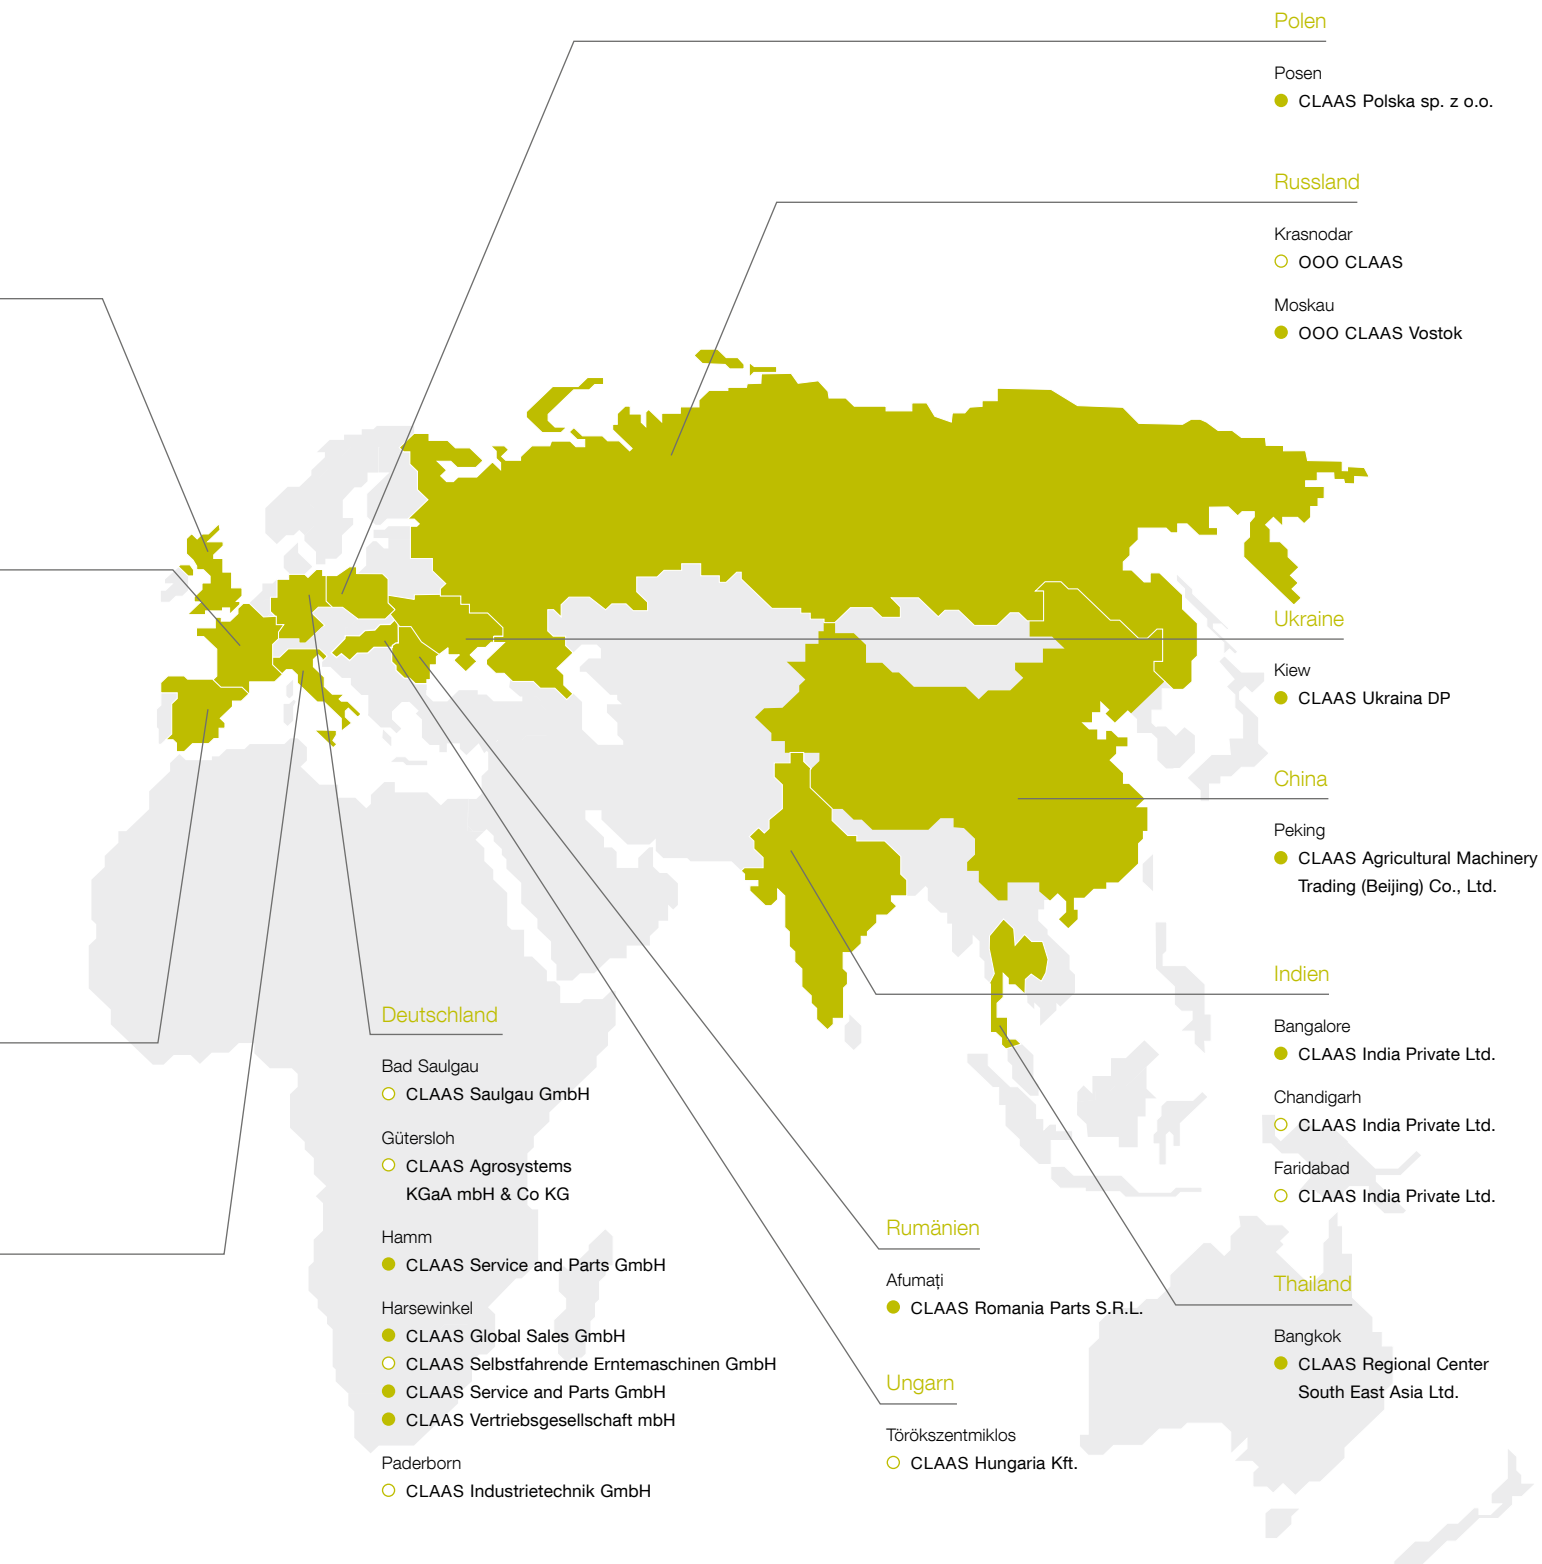 Polen
Posen
CLAAS Polska sp. z o.o.
Russland
Krasnodar
OOO CLAAS
Moskau
OOO CLAAS Vostok
Ukraine
Kiew
CLAAS Ukraina DP
China
Peking
CLAAS Agricultural Machinery
Trading (Beijing) Co., Ltd.
Indien
Bangalore
CLAAS India Private Ltd.
Chandigarh
CLAAS India Private Ltd.
Faridabad
CLAAS India Private Ltd.
Thailand
Bangkok
CLAAS Regional Center
South East Asia Ltd.
Deutschland
Bad Saulgau
CLAAS Saulgau GmbH
Gütersloh
CLAAS Agrosystems
KGaA mbH & Co KG
Hamm
CLAAS Service and Parts GmbH
Harsewinkel
CLAAS Global Sales GmbH
CLAAS Selbstfahrende Erntemaschinen GmbH
CLAAS Service and Parts GmbH
CLAAS Vertriebsgesellschaft mbH
Paderborn
CLAAS Industrietechnik GmbH
Rumänien
Afumați
CLAAS Romania Parts S.R.L.
Ungarn
Törökszentmiklos
CLAAS Hungaria Kft.